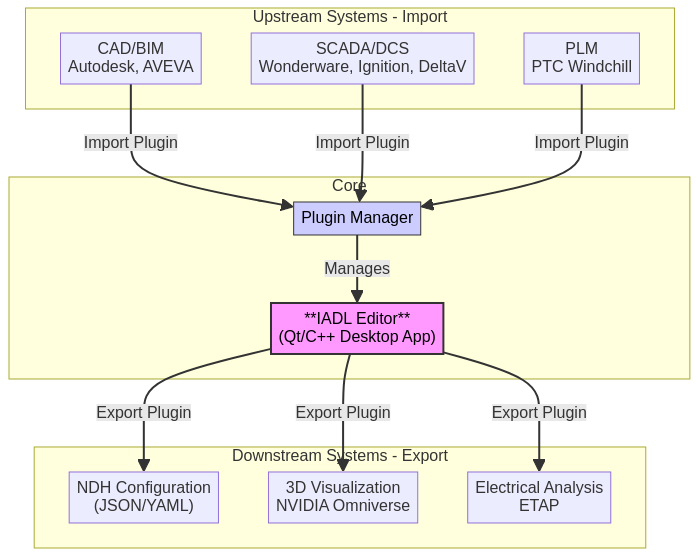 Upstream Systems - Import
CAD/BIM
Autodesk, AVEVA
SCADA/DCS
Wonderware, Ignition, DeltaV
PLM
PTC Windchill
Import Plugin
Import Plugin
Import Plugin
Core
Plugin Manager
Manages
**IADL Editor**
(Qt/C++ Desktop App)
Export Plugin
Export Plugin
Export Plugin
Downstream Systems - Export
NDH Configuration
(JSON/YAML)
3D Visualization
NVIDIA Omniverse
Electrical Analysis
ETAP